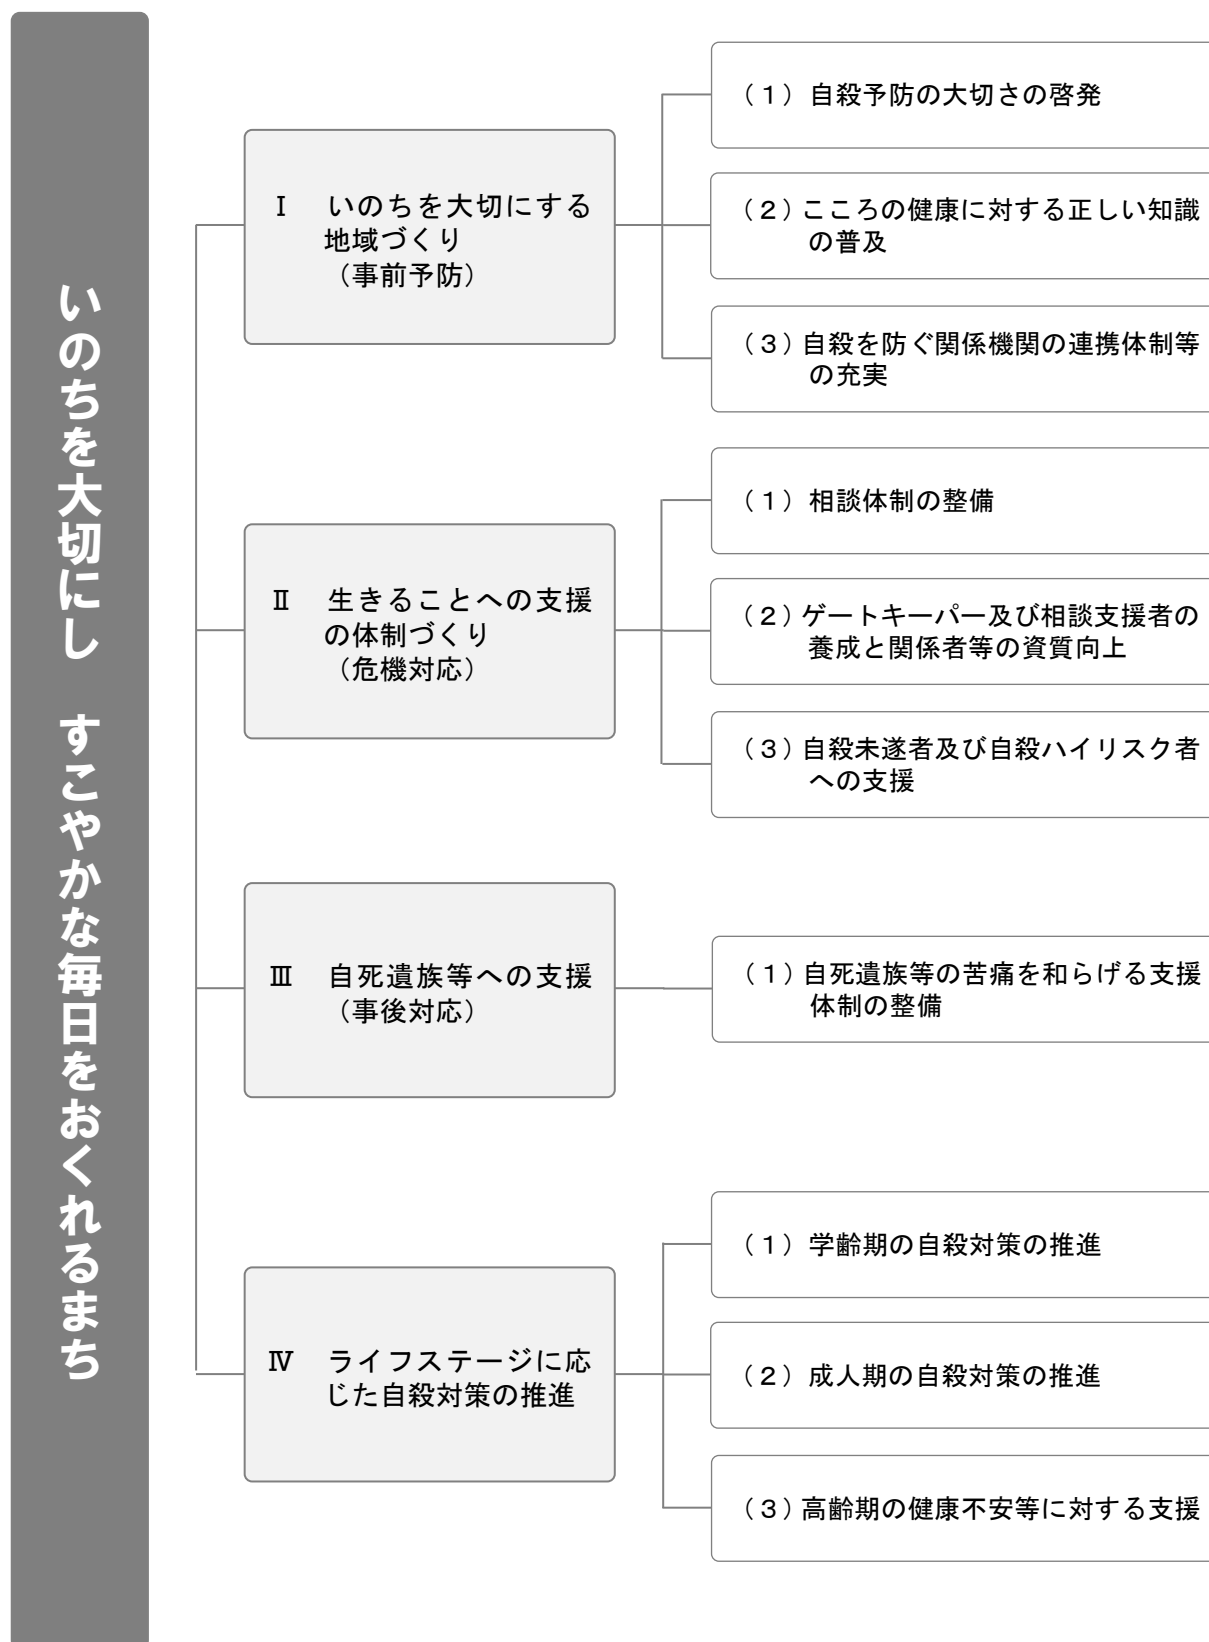 いのちを大切にし　すこやかな毎日をおくれるまち
Ⅰ　いのちを大切にする
地域づくり
（事前予防）
（１）自殺予防の大切さの啓発
（２）こころの健康に対する正しい知識
の普及
（３）自殺を防ぐ関係機関の連携体制等
の充実
Ⅱ　生きることへの支援
の体制づくり
（危機対応）
（１）相談体制の整備
（２）ゲートキーパー及び相談支援者の
養成と関係者等の資質向上
（３）自殺未遂者及び自殺ハイリスク者
への支援
Ⅲ　自死遺族等への支援
（事後対応）
（１）自死遺族等の苦痛を和らげる支援
体制の整備
Ⅳ　ライフステージに応
じた自殺対策の推進
（１）学齢期の自殺対策の推進
（２）成人期の自殺対策の推進
（３）高齢期の健康不安等に対する支援